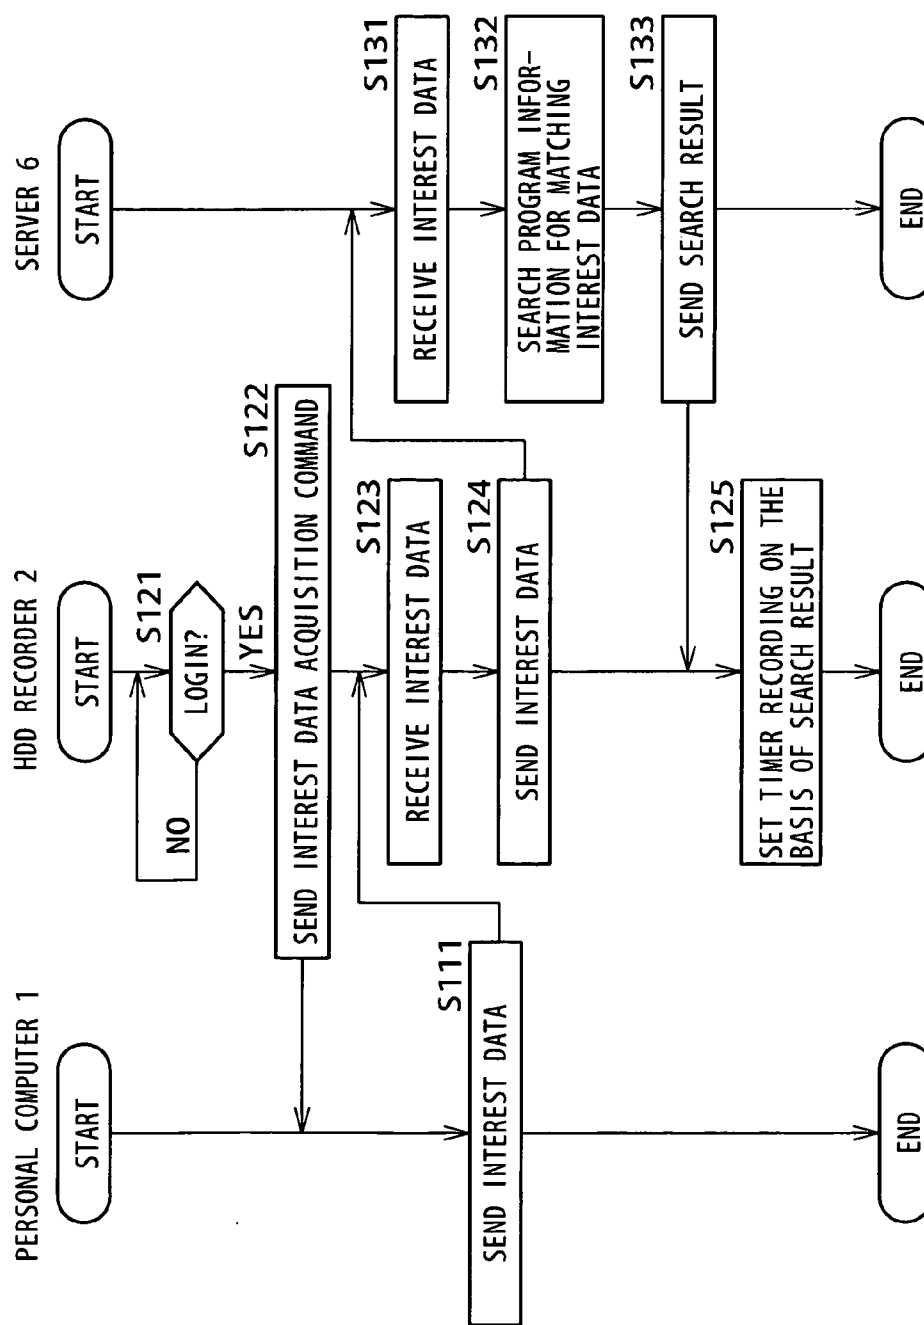 PERSONAL COMPUTER 1
START
S111
SEND INTEREST DATA
END
HDD RECORDER 2
START
S121
LOGIN?
NO
YES
S122
SEND INTEREST DATA ACQUISITION COMMAND
S123
RECEIVE INTEREST DATA
S124
SEND INTEREST DATA
S125
SET TIMER RECORDING ON THE
BASIS OF SEARCH RESULT
END
SERVER 6
START
S131
RECEIVE INTEREST DATA
S132
SEARCH PROGRAM INFOR-
MATION FOR MATCHING
INTEREST DATA
S133
SEND SEARCH RESULT
END